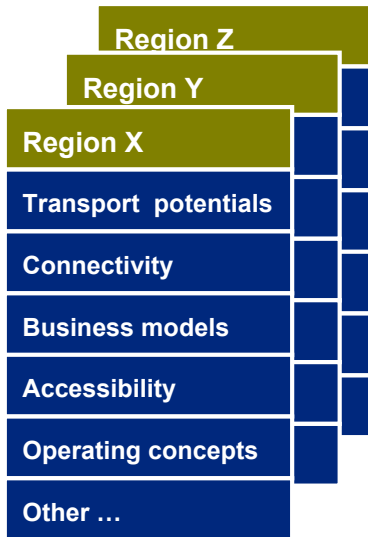 Region Z
Region Y
Region X
Transport potentials
Connectivity
Business models
Accessibility
Operating concepts
Other …